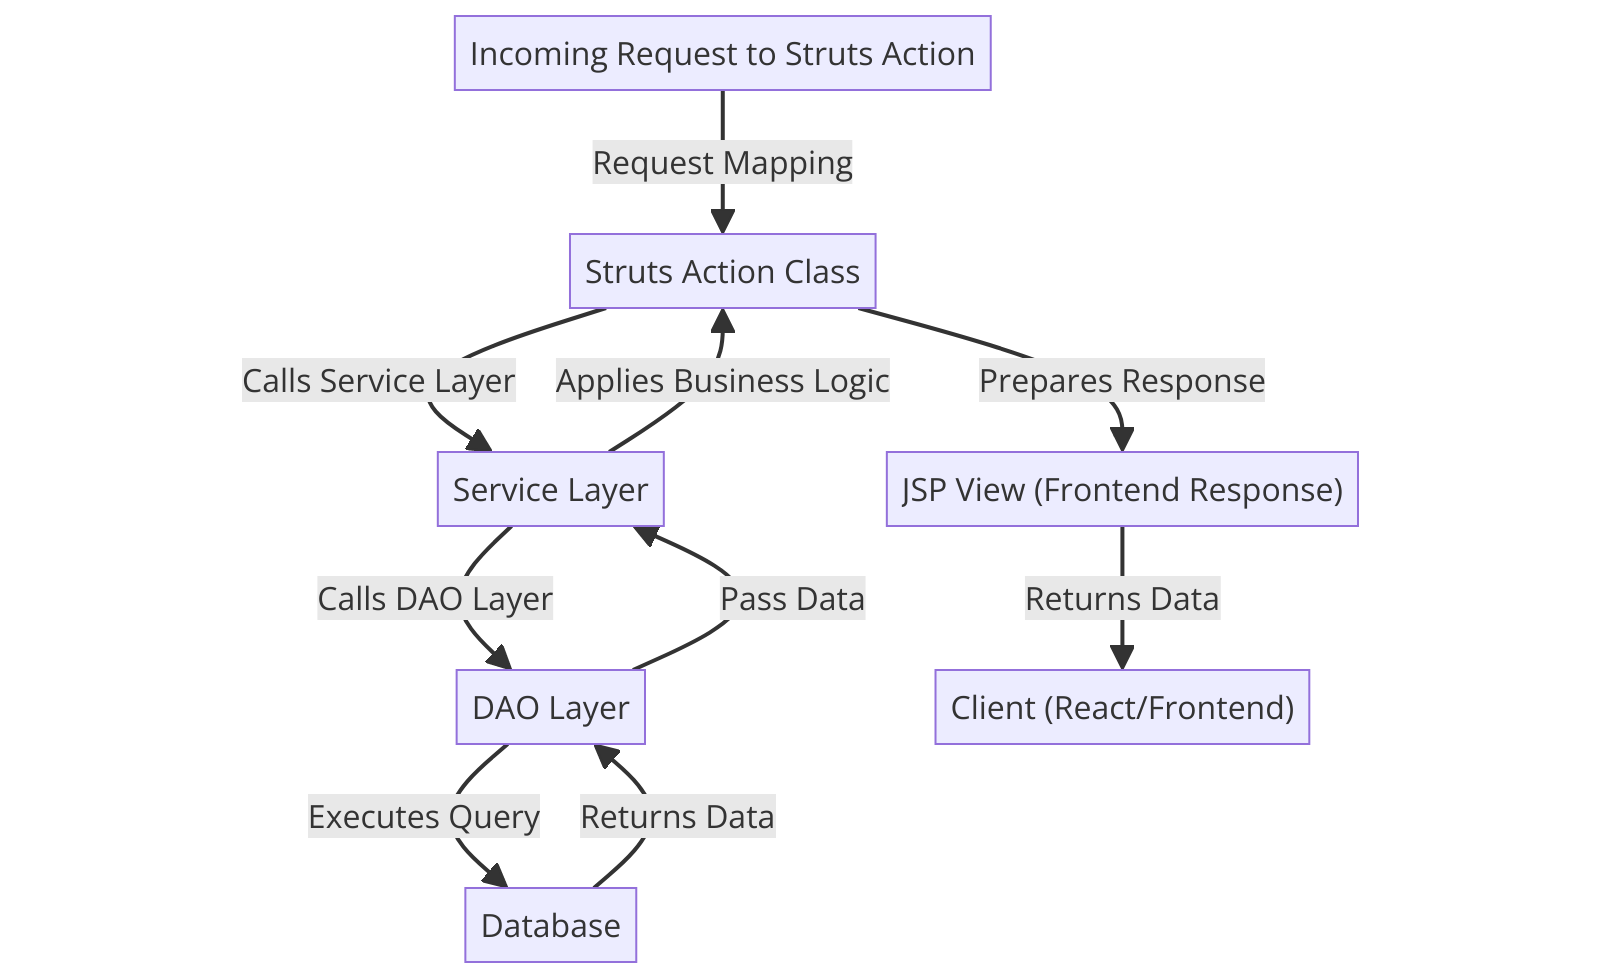 Incoming Request to Struts Action
Request Mapping
Struts Action Class
Calls Service Layer
Applies Business Logic
Prepares Response
Service Layer
JSP View (Frontend Response)
Calls DAO Layer
Pass Data
Returns Data
DAO Layer
Client (React/Frontend)
Executes Query
Returns Data
Database